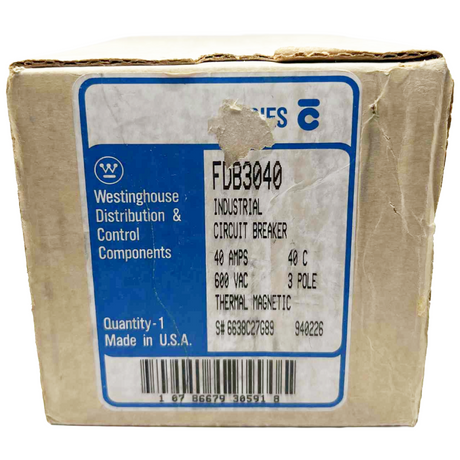 IES C
FDB3040
INDUSTRIAL
CIRCUIT BREAKER
40 AMPS 40 C
600 VAC 3 POLE
THERMAL MAGNETIC
S# 6638C27G89 940226
W
Westinghouse
Distribution &
Control
Components
Quantity-1
Made in U.S.A.
1 07 86679 30591 8